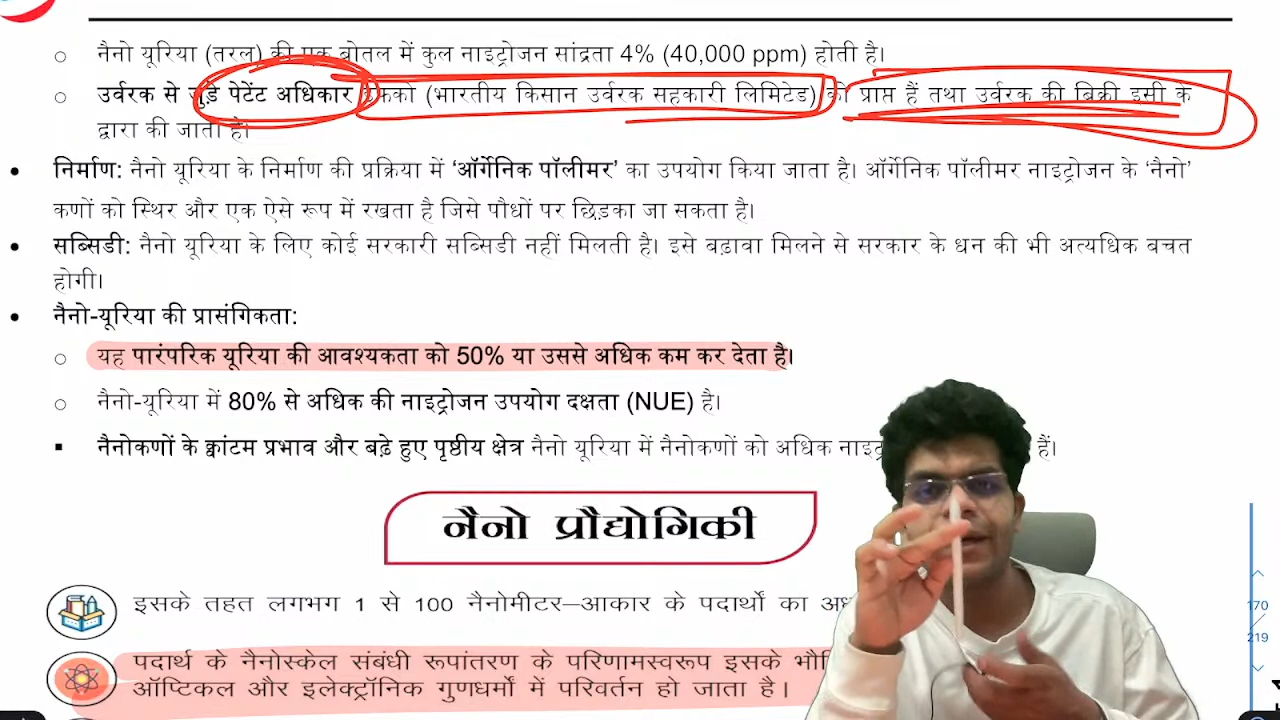 नैनो यूरिया (तरल) की एक बोतल में कुल नाइट्रोजन सांद्रता 4% (40,000 ppm) होती है।
उर्वरक से जुड़े पेटेंट अधिकार इफको (भारतीय किसान उर्वरक सहकारी लिमिटेड) को प्राप्त हैं तथा उर्वरक की बिक्री इसी के
द्वारा की जाती है।
निर्माण: नैनो यूरिया के निर्माण की प्रक्रिया में ‘ऑर्गेनिक पॉलीमर’ का उपयोग किया जाता है। ऑर्गेनिक पॉलीमर नाइट्रोजन के ‘नैनो’
कणों को स्थिर और एक ऐसे रूप में रखता है जिसे पौधों पर छिड़का जा सकता है।
सब्सिडी: नैनो यूरिया के लिए कोई सरकारी सब्सिडी नहीं मिलती है। इसे बढ़ावा मिलने से सरकार के धन की भी अत्यधिक बचत
होगी।
नैनो-यूरिया की प्रासंगिकता:
यह पारंपरिक यूरिया की आवश्यकता को 50% या उससे अधिक कम कर देता है।
नैनो-यूरिया में 80% से अधिक की नाइट्रोजन उपयोग दक्षता (NUE) है।
नैनोकणों के क्वांटम प्रभाव और बढ़े हुए पृष्ठीय क्षेत्र नैनो यूरिया में नैनोकणों को अधिक हैं।
नैनो प्रौद्योगिकी
इसके तहत लगभग 1 से 100 नैनोमीटर–आकार के पदार्थों का
पदार्थ के नैनोस्केल संबंधी रूपांतरण के परिणामस्वरूप इसके
ऑप्टिकल और इलेक्ट्रॉनिक गुणधर्मों में परिवर्तन हो जाता है।
170
219